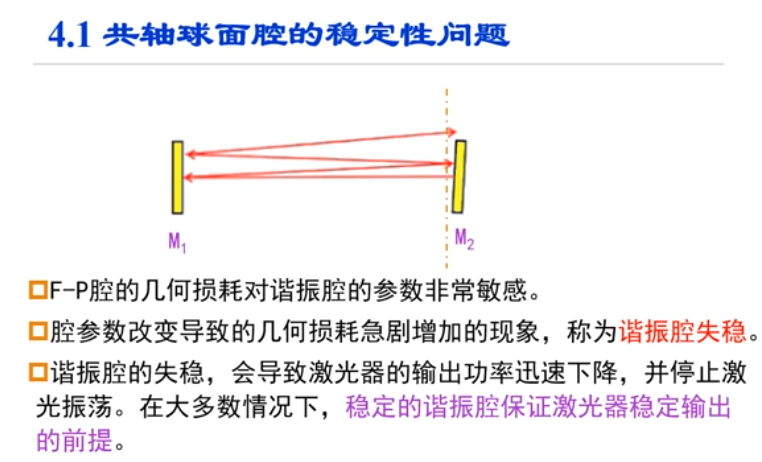 4.1 共轴球面腔的稳定性问题
M1
M2
F-P腔的几何损耗对谐振腔的参数非常敏感。
腔参数改变导致的几何损耗急剧增加的现象，称为谐振腔失稳。
谐振腔的失稳，会导致激光器的输出功率迅速下降，并停止激
光振荡。在大多数情况下，稳定的谐振腔保证激光器稳定输出
的前提。